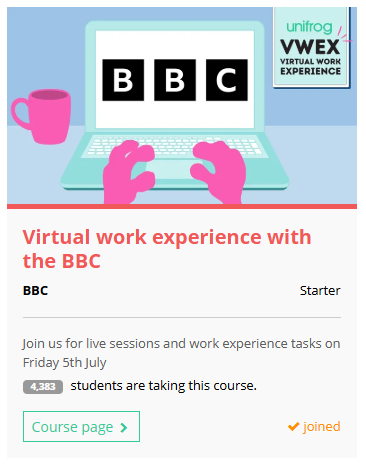 unifrog
VWEX
VIRTUAL WORK
EXPERIENCE
BBC
Virtual work experience with
the BBC
BBC Starter
Join us for live sessions and work experience tasks on
Friday 5th July
4,383 students are taking this course.
Course page
joined